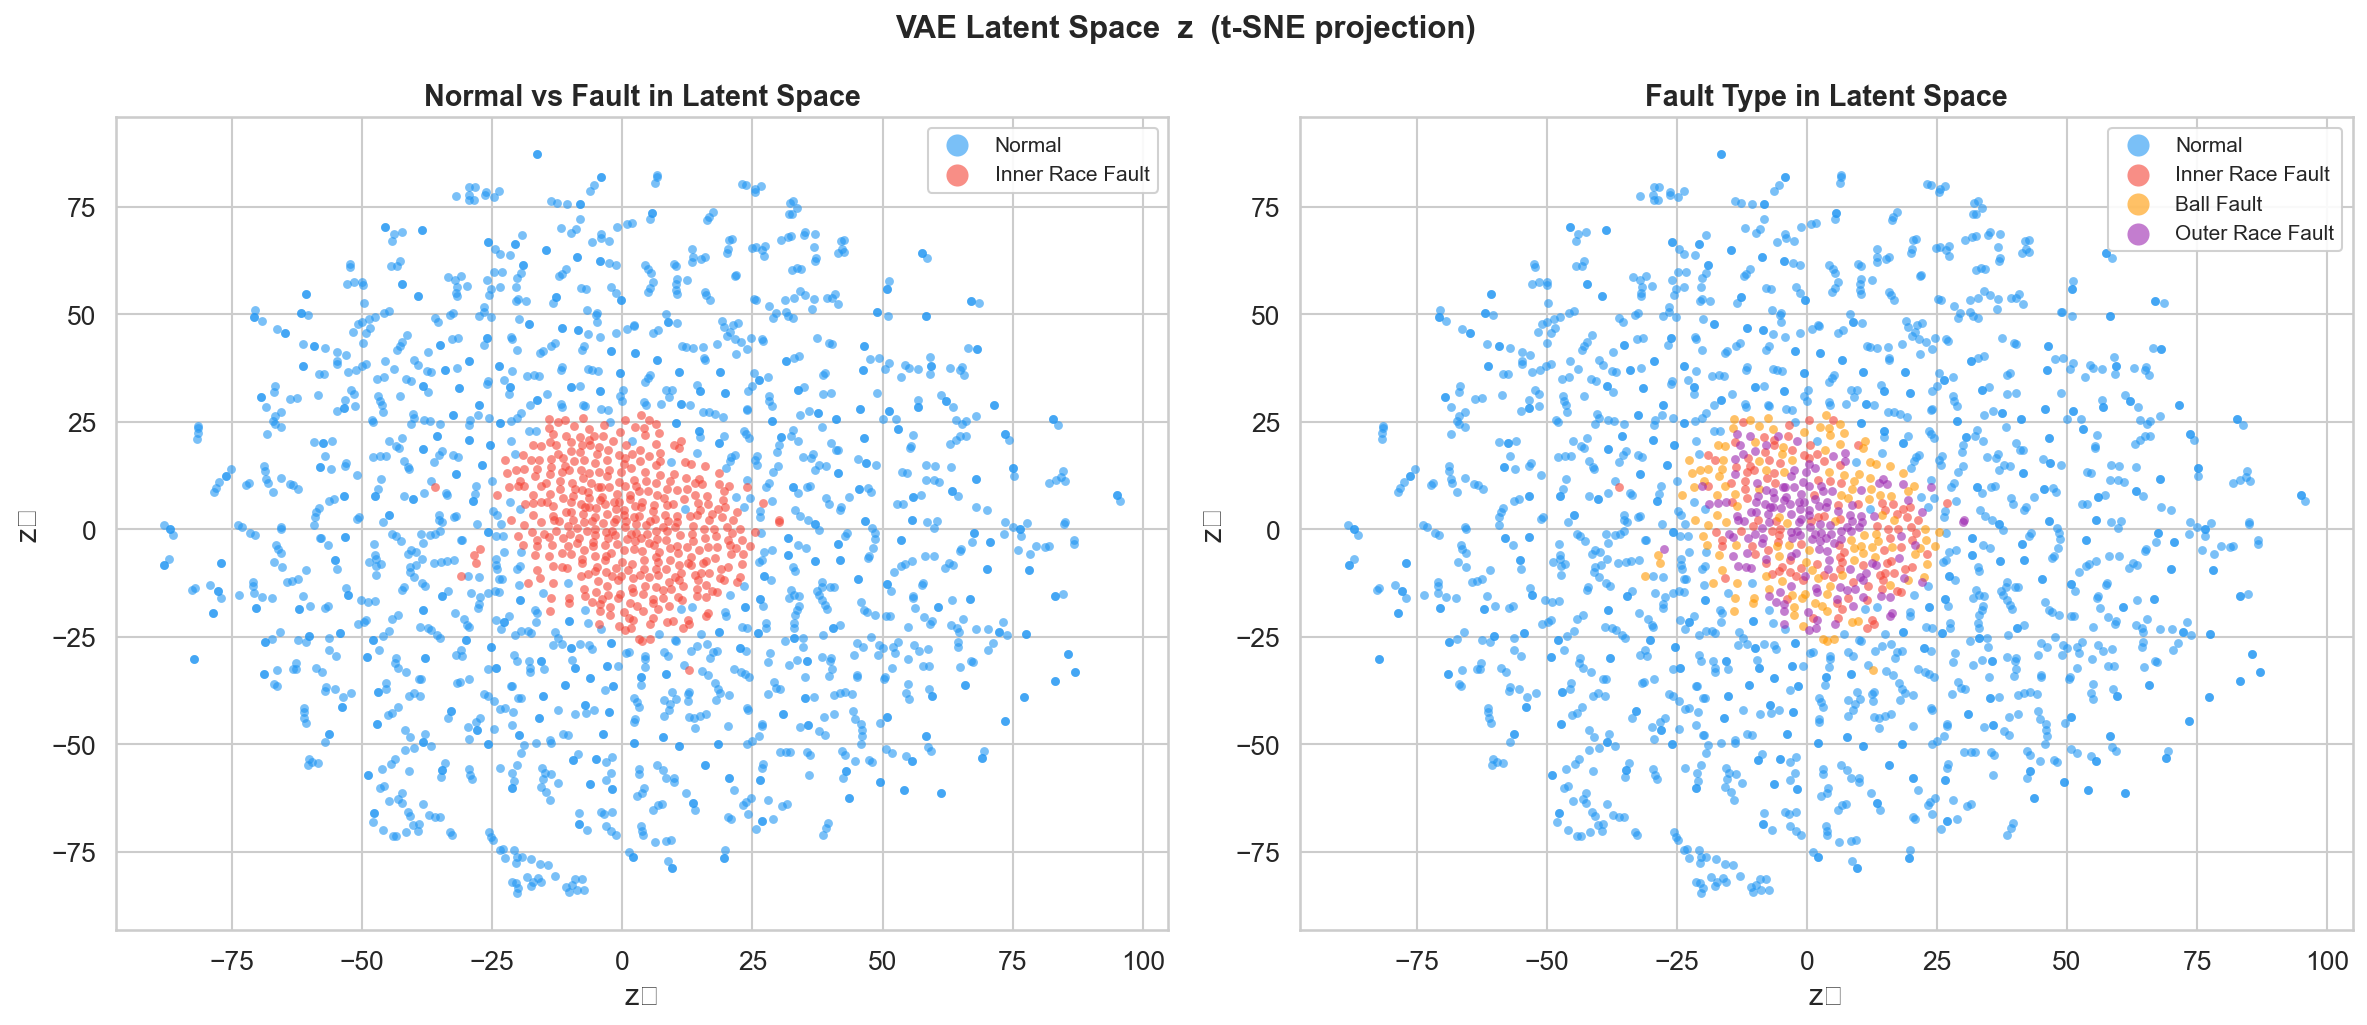 VAE Latent Space z (t-SNE projection)
Normal vs Fault in Latent Space
Normal
Inner Race Fault
75
50
25
0
−25
−50
−75
−75 −50 −25 0 25 50 75 100
z□
z□
Fault Type in Latent Space
Normal
Inner Race Fault
Ball Fault
Outer Race Fault
75
50
25
0
−25
−50
−75
−75 −50 −25 0 25 50 75 100
z□
z□